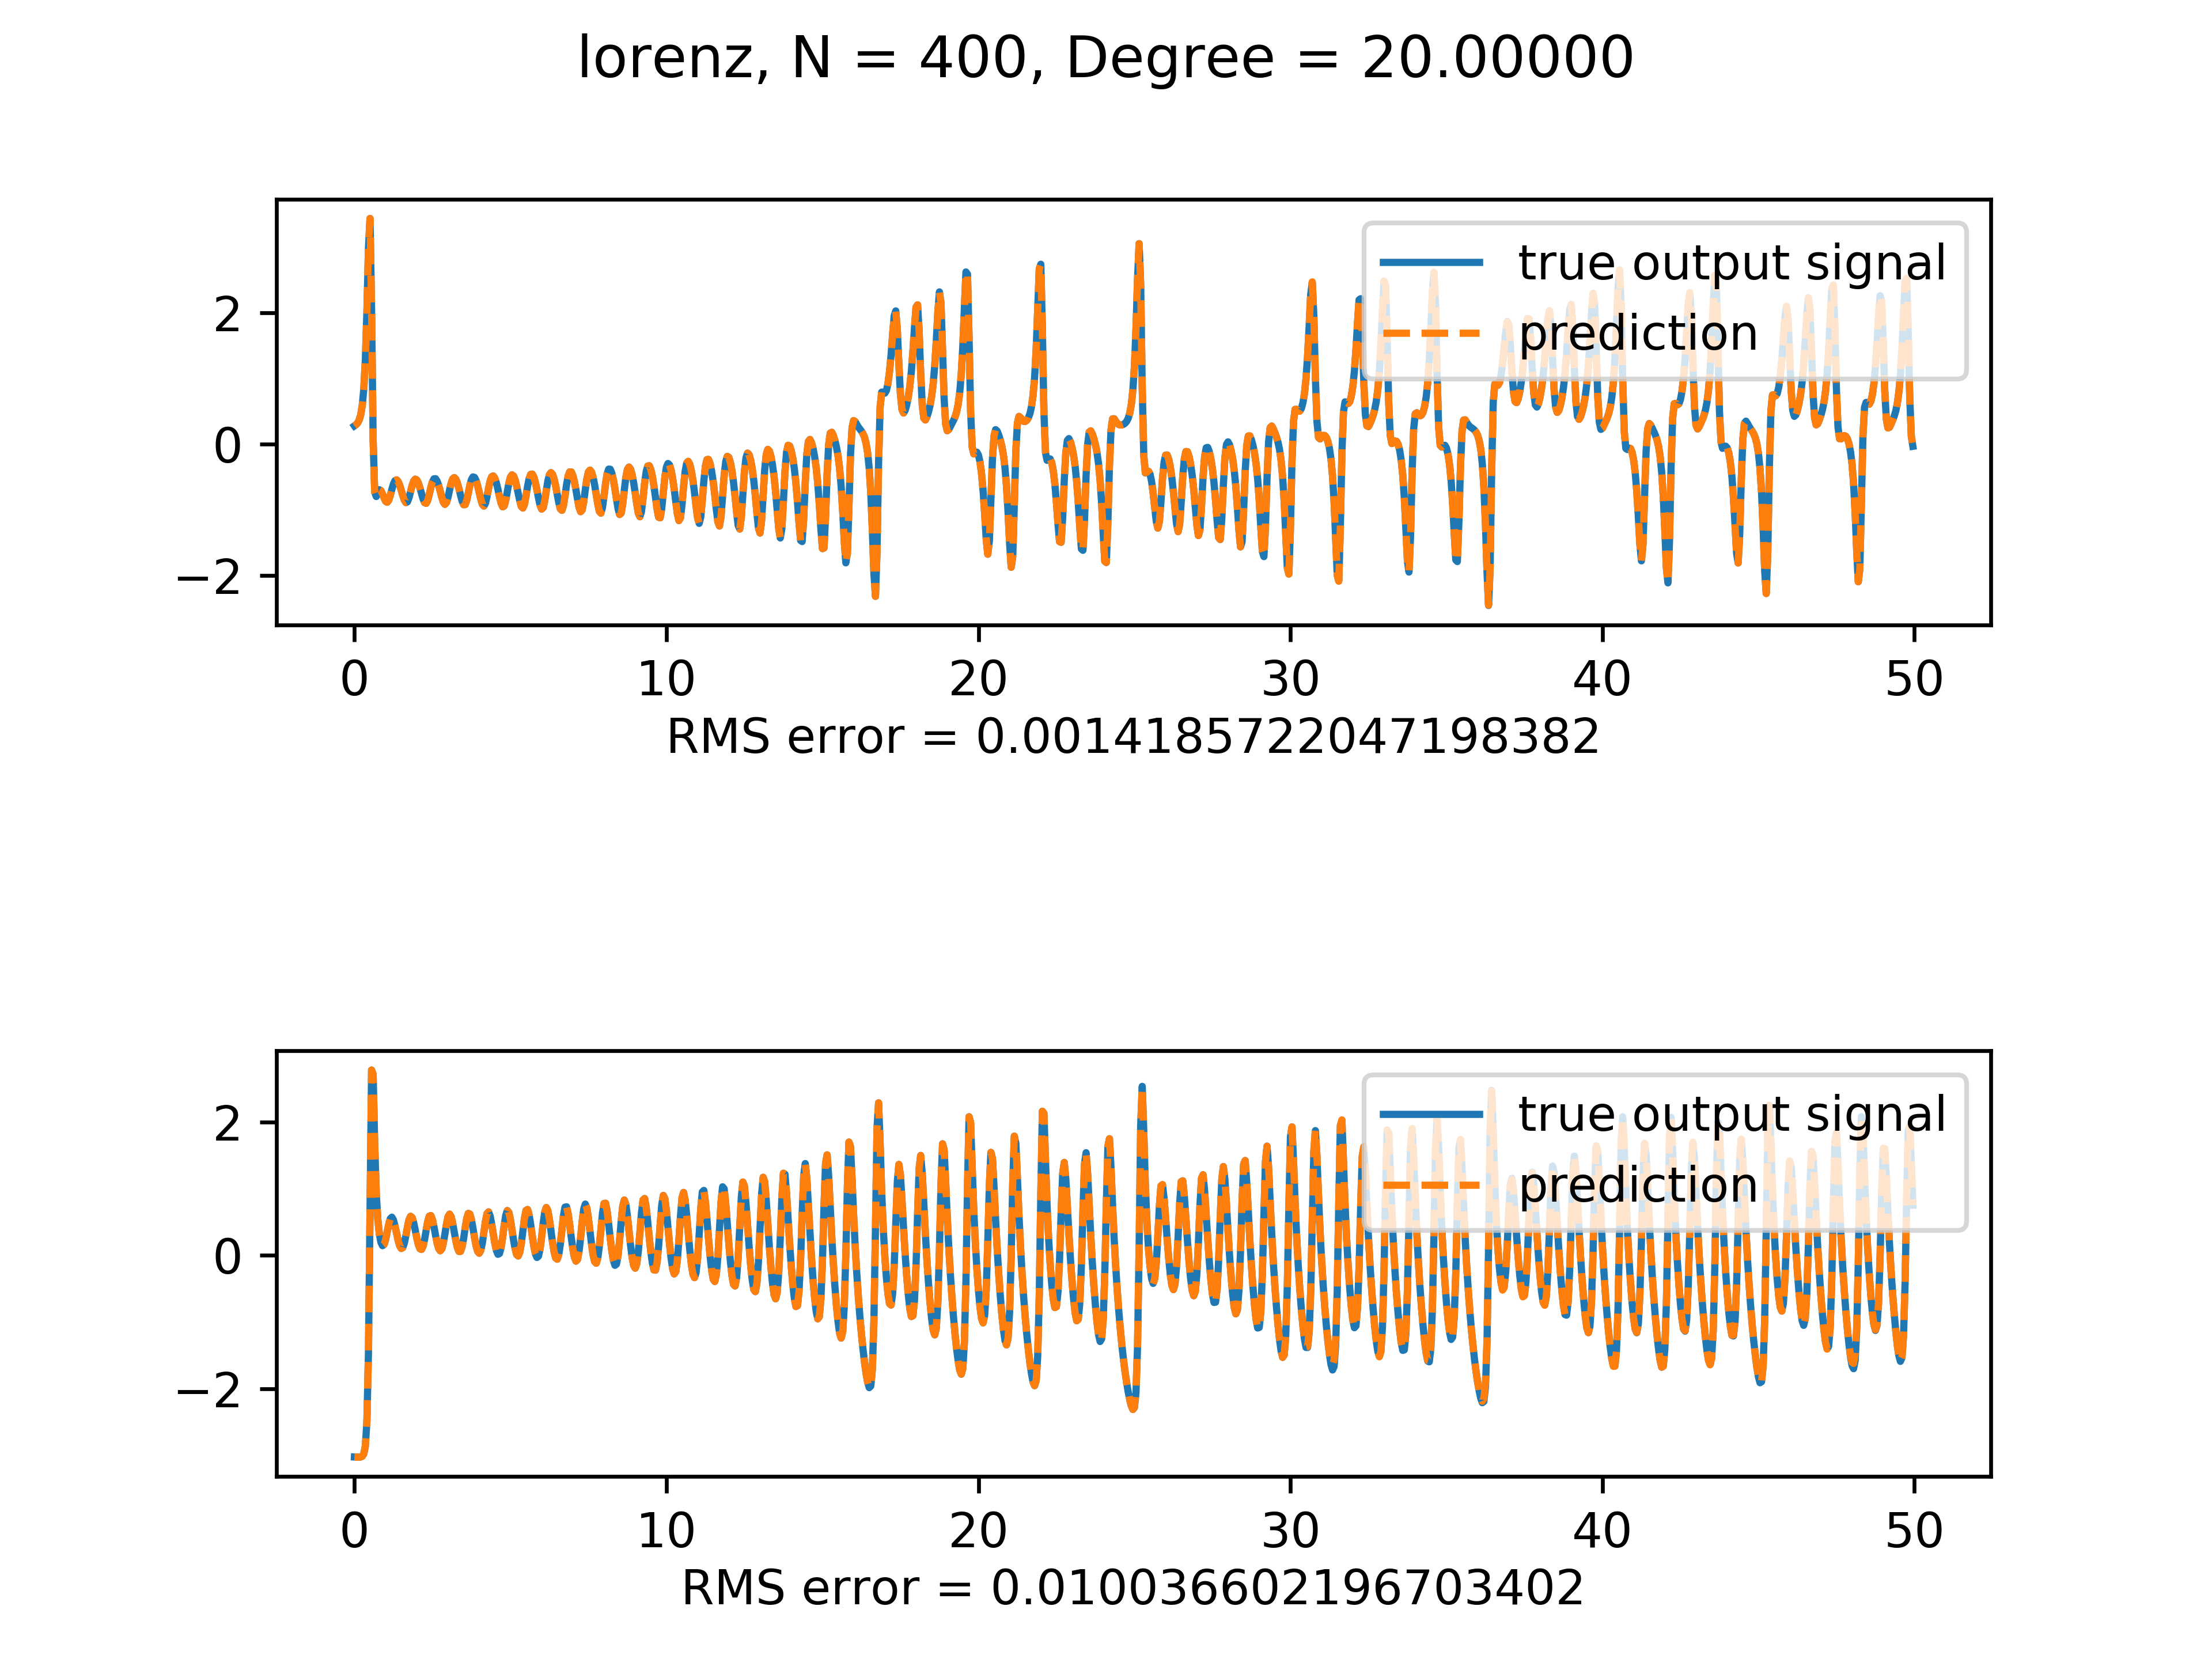 lorenz, N = 400, Degree = 20.00000
2
0
−2
true output signal
prediction
0 10 20 30 40 50
RMS error = 0.0014185722047198382
2
0
−2
true output signal
prediction
0 10 20 30 40 50
RMS error = 0.010036602196703402